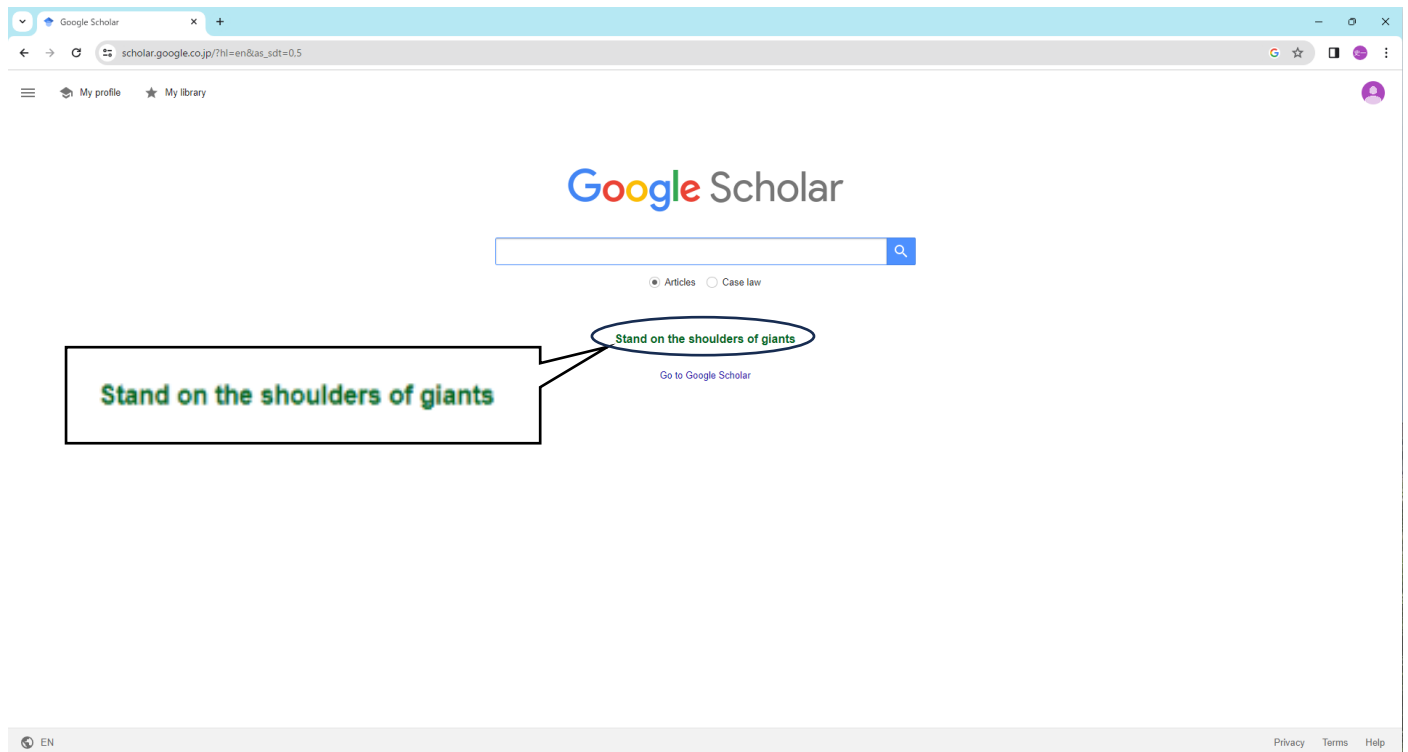 Google Scholar
scholar.google.co.jp/?hl=en&as_sdt=0,5
My profile My library
Google Scholar
Articles Case law
Stand on the shoulders of giants
Stand on the shoulders of giants
Go to Google Scholar
EN Privacy Terms Help